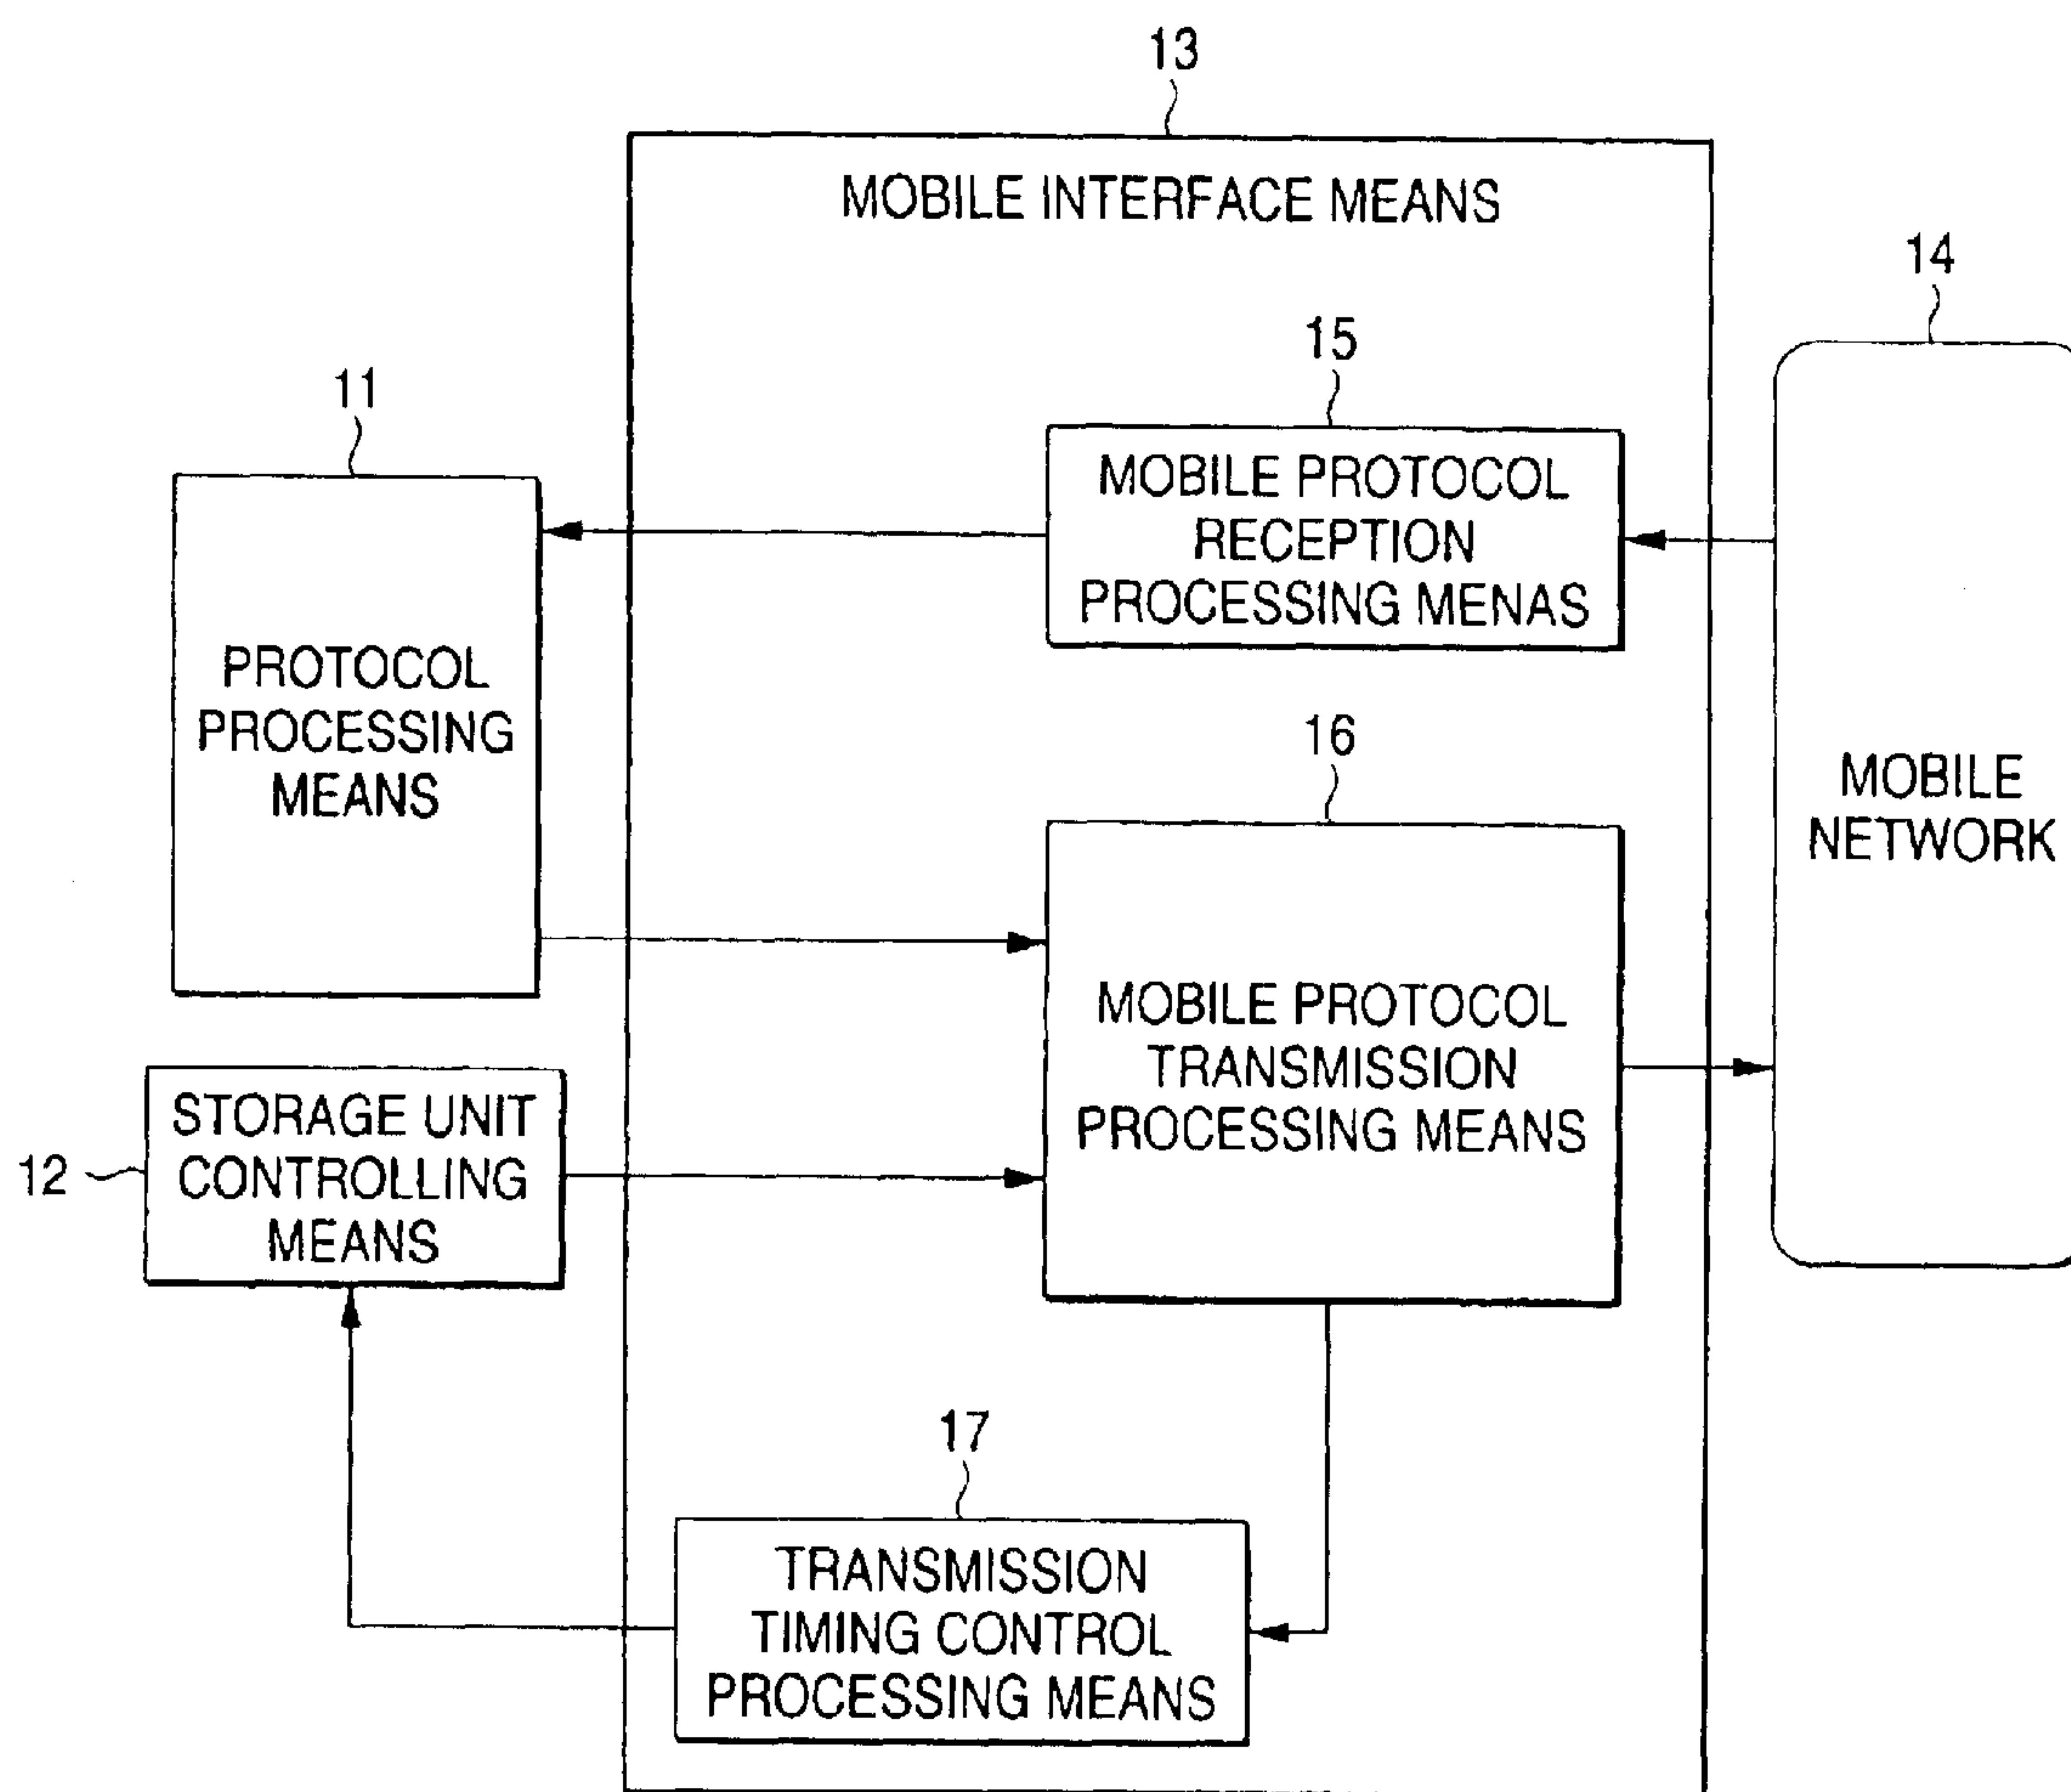 13
MOBILE INTERFACE MEANS
14
15
11
MOBILE PROTOCOL
RECEPTION
PROCESSING MENAS
PROTOCOL
PROCESSING
MEANS
16
MOBILE
NETWORK
MOBILE PROTOCOL
TRANSMISSION
PROCESSING MEANS
12
STORAGE UNIT
CONTROLLING
MEANS
17
TRANSMISSION
TIMING CONTROL
PROCESSING MEANS